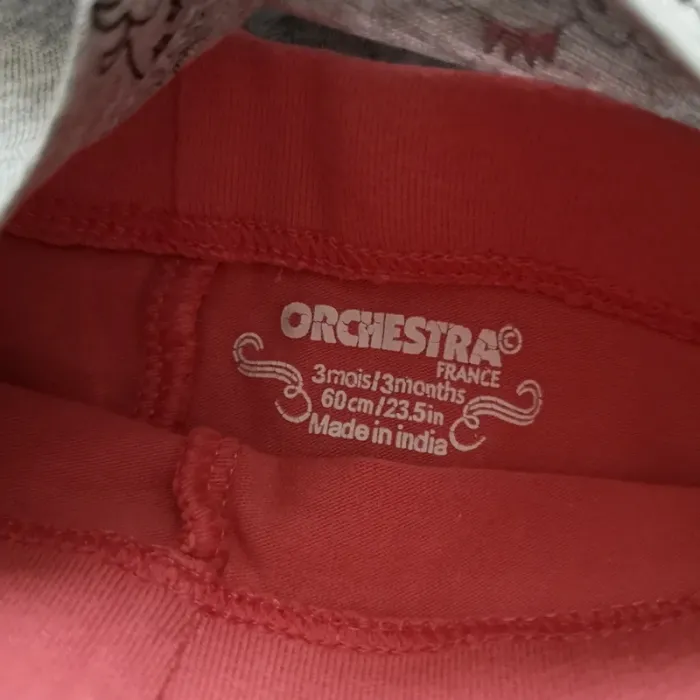 ORCHESTRA©
FRANCE
3mois/3months
60cm/23.5in
Made in india